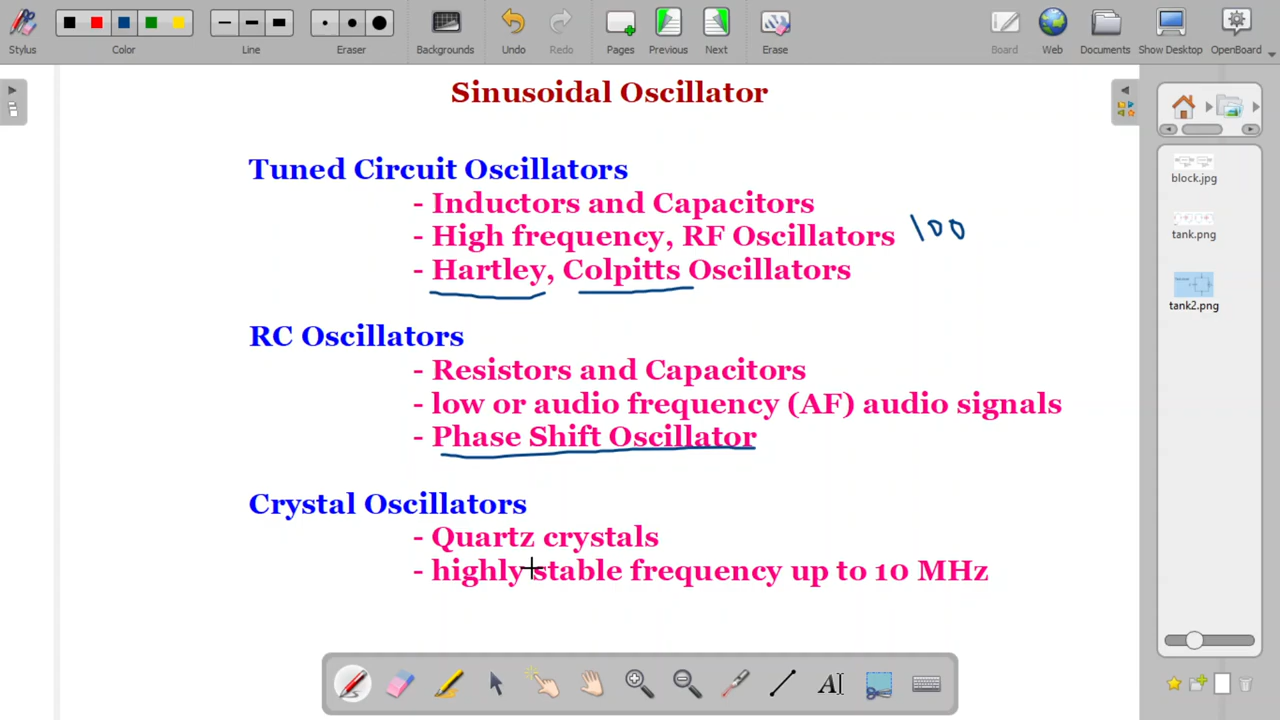 Stylus
Color
Line
Eraser
Backgrounds
Undo
Redo
Pages
Previous
Next
Erase
Board
Web
Documents
Show Desktop
OpenBoard
Sinusoidal Oscillator
Tuned Circuit Oscillators
- Inductors and Capacitors
- High frequency, RF Oscillators 100
- Hartley, Colpitts Oscillators
RC Oscillators
- Resistors and Capacitors
- low or audio frequency (AF) audio signals
- Phase Shift Oscillator
Crystal Oscillators
- Quartz crystals
- highly stable frequency up to 10 MHz
block.jpg
tank.png
tank2.png